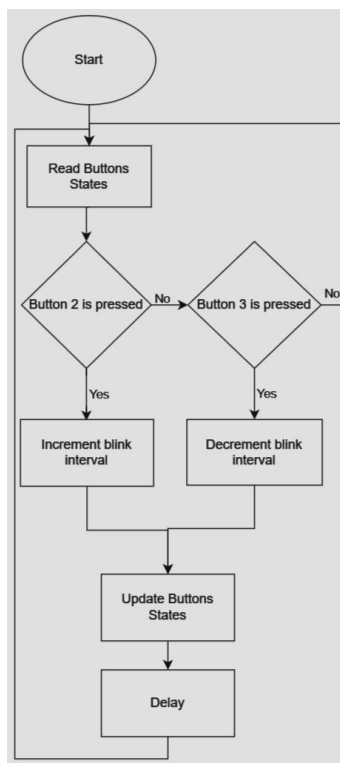 Start
Read Buttons
States
Button 2 is pressed
No
Button 3 is pressed
No
Yes
Yes
Increment blink
interval
Decrement blink
interval
Update Buttons
States
Delay